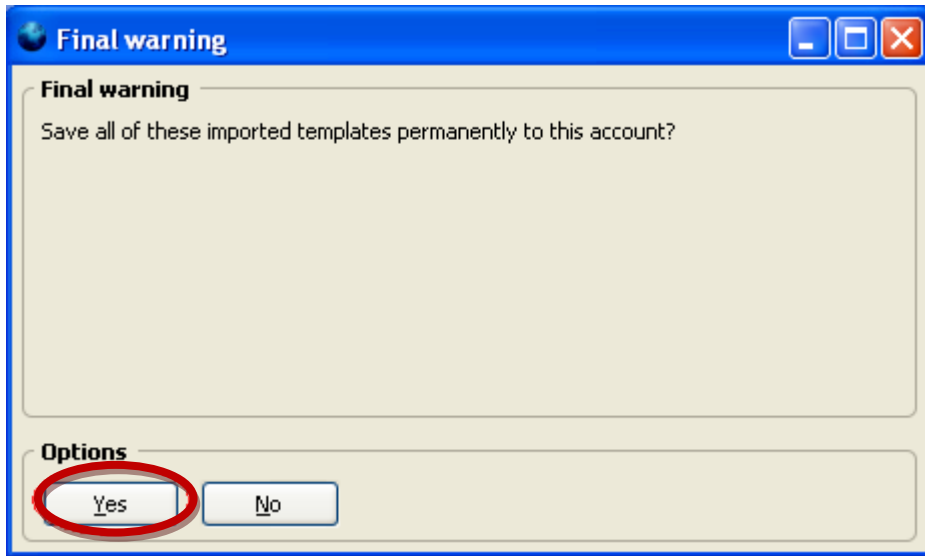 Final warning
Final warning
Save all of these imported templates permanently to this account?
Options
Yes No